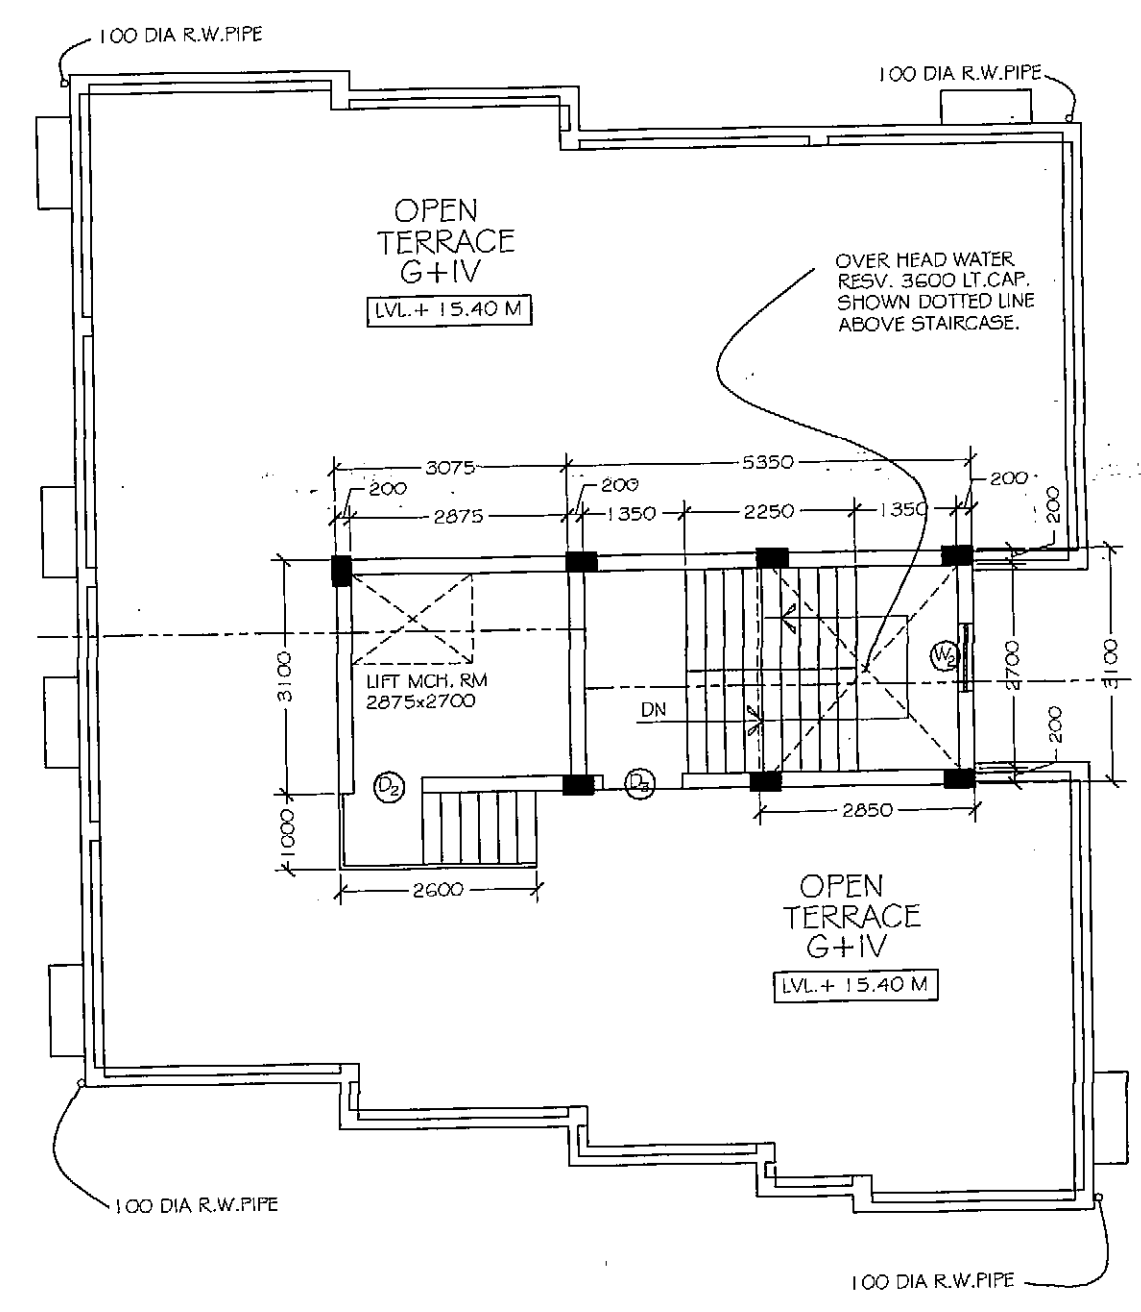 100 DIA R.W.PIPE
100 DIA R.W.PIPE
OPEN
TERRACE
G+IV
LVL.+ 15.40 M
OVER HEAD WATER
RESV. 3600 LT.CAP.
SHOWN DOTTED LINE
ABOVE STAIRCASE.
3075
5350
200
200
200
2875
1350
2250
1350
200
3100
LIFT MCH. RM
2875x2700
DN
W2
2700
3100
200
D2
D3
1000
2850
2600
OPEN
TERRACE
G+IV
LVL.+ 15.40 M
100 DIA R.W.PIPE
100 DIA R.W.PIPE